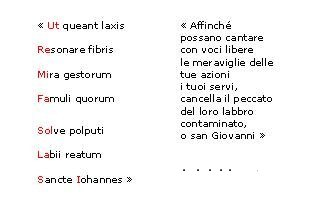 « Ut queant laxis
Resonare fibris
Mira gestorum
Famuli quorum
Solve polputi
Labii reatum
Sancte Iohannes »
« Affinché
possano cantare
con voci libere
le meraviglie delle
tue azioni
i tuoi servi,
cancella il peccato
del loro labbro
contaminato,
o san Giovanni »
. . . . . .